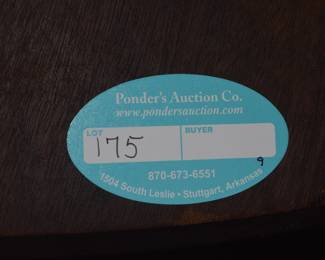 Ponder's Auction Co.
www.pondersauction.com
LOT
BUYER
175
9
870-673-6551
1504 South Leslie • Stuttgart, Arkansas